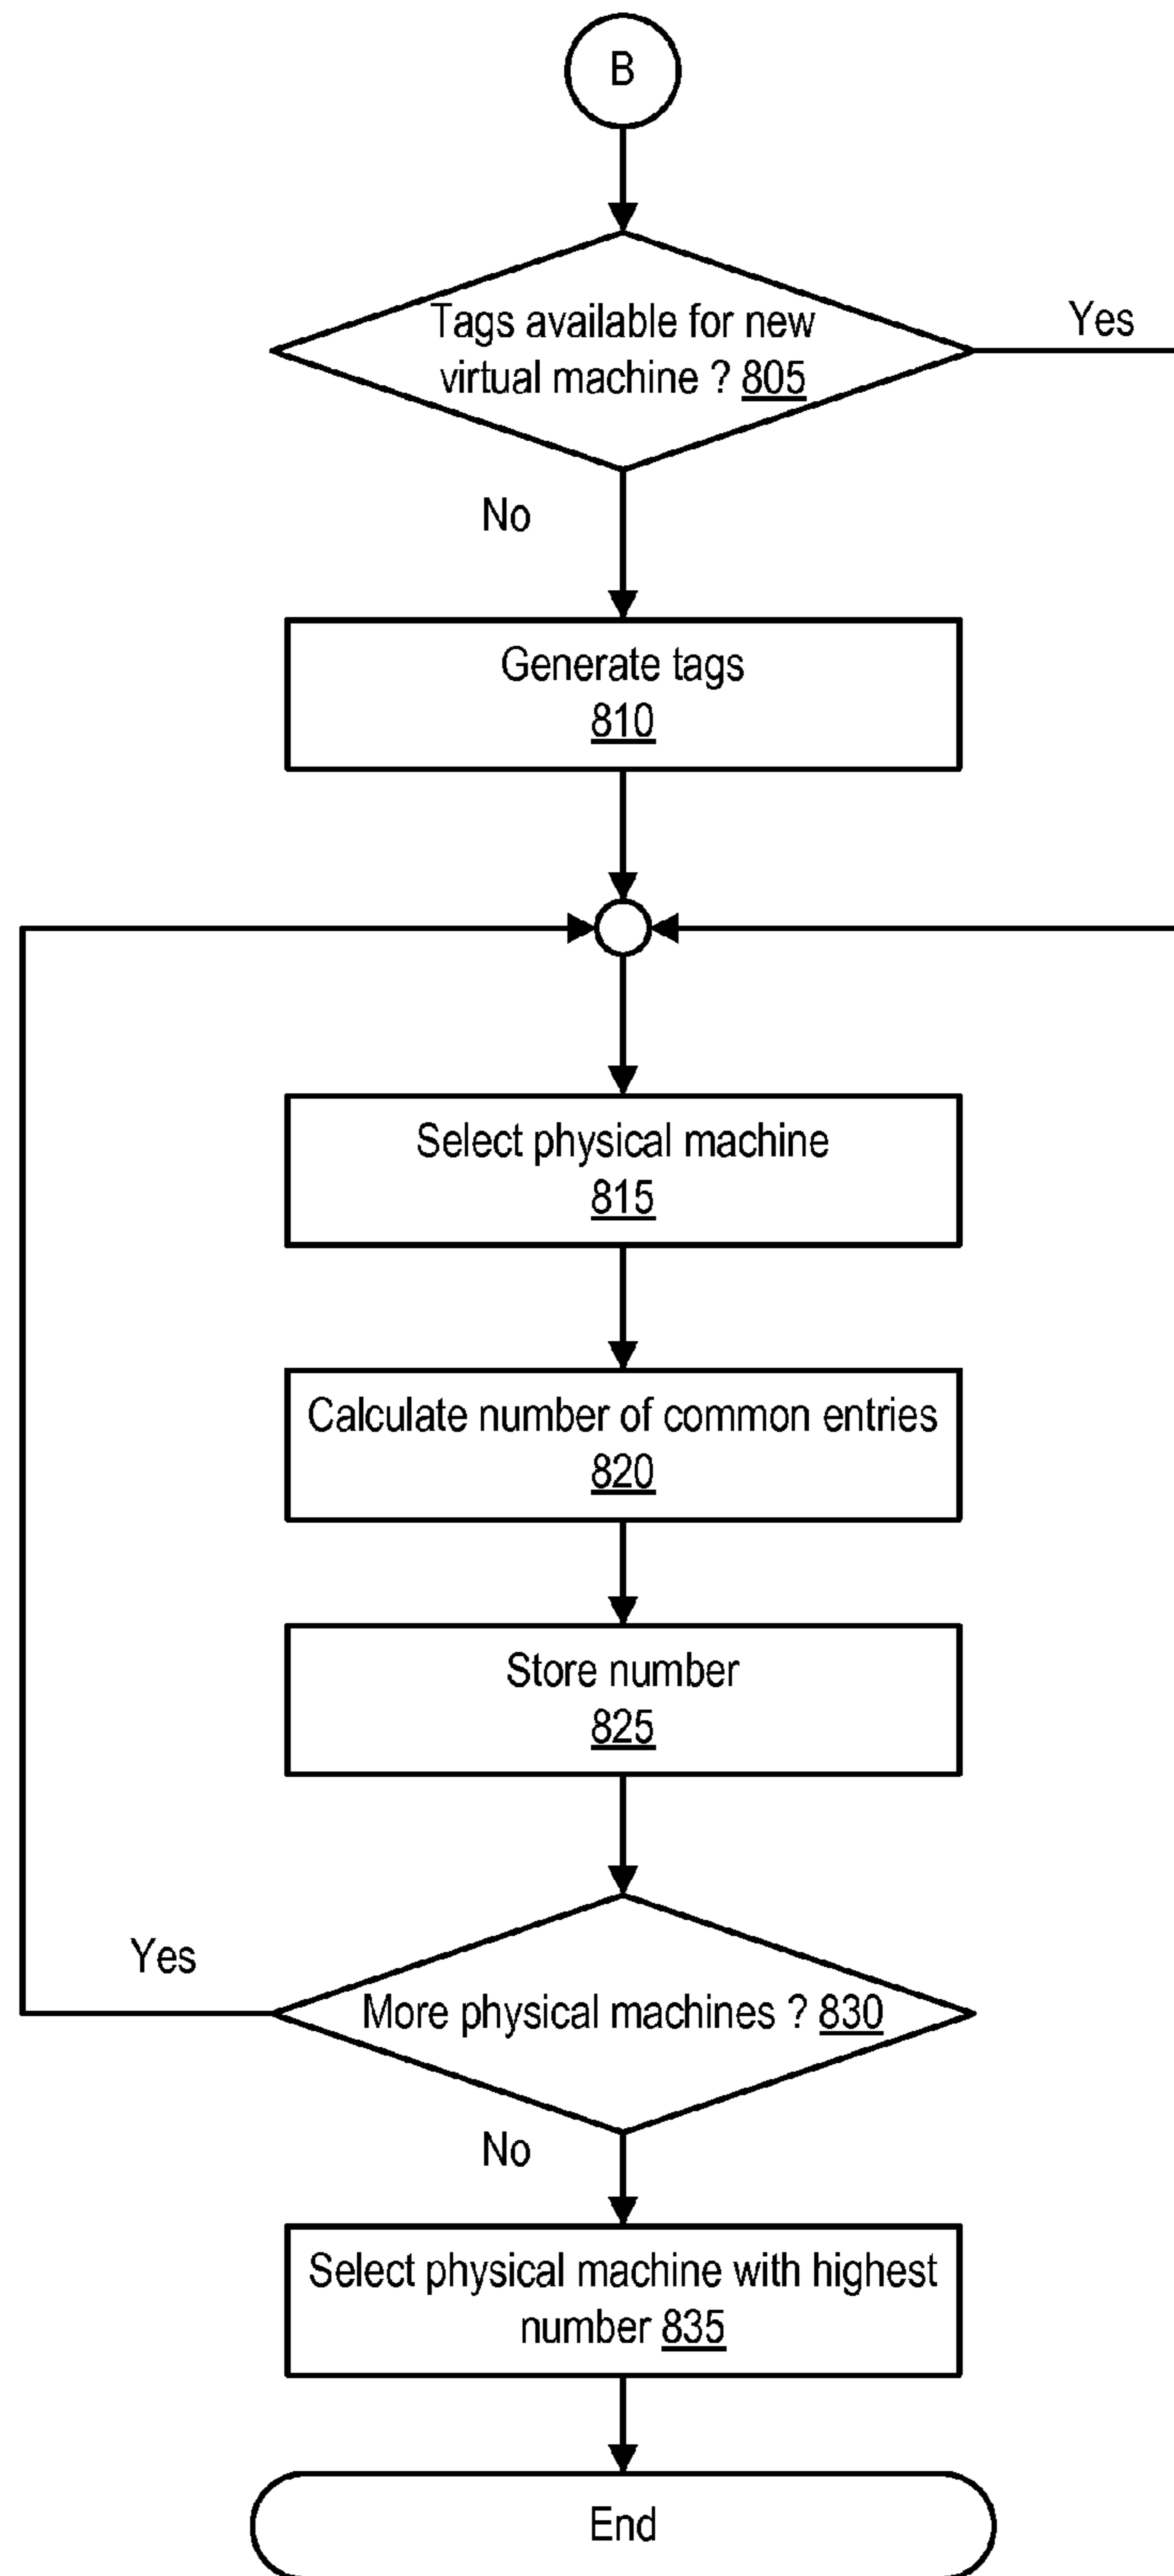 B
Tags available for new
virtual machine ? 805
Yes
No
Generate tags
810
Select physical machine
815
Calculate number of common entries
820
Store number
825
Yes
More physical machines ? 830
No
Select physical machine with highest
number 835
End